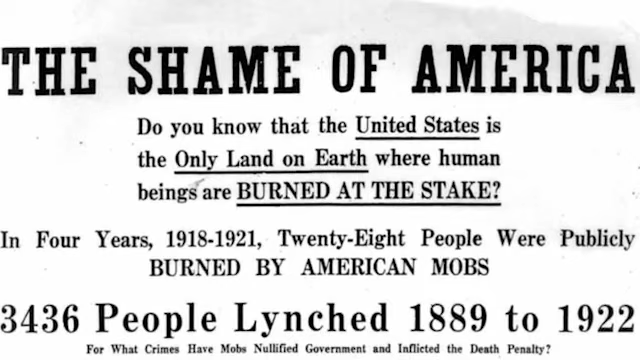 THE SHAME OF AMERICA
Do you know that the United States is
the Only Land on Earth where human
beings are BURNED AT THE STAKE?
In Four Years, 1918-1921, Twenty-Eight People Were Publicly
BURNED BY AMERICAN MOBS
3436 People Lynched 1889 to 1922
For What Crimes Have Mobs Nullified Government and Inflicted the Death Penalty?